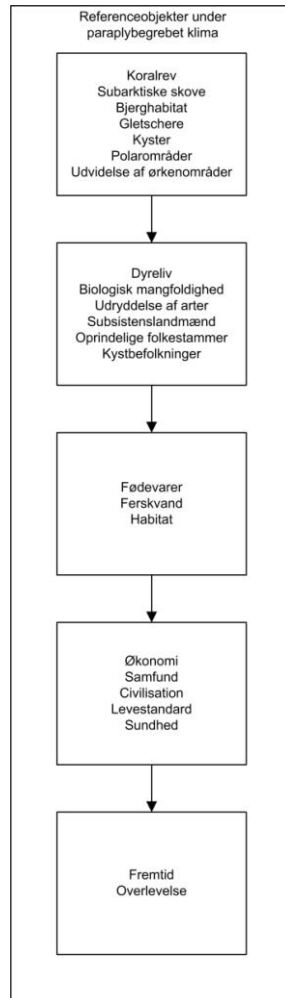 Referenceobjekter under
paraplybegrebet klima
Koralrev
Subarktiske skove
Bjerghabitat
Gletschere
Kyster
Polarområder
Udvidelse af ørkenområder
Dyreliv
Biologisk mangfoldighed
Udryddelse af arter
Subsistenslandmænd
Oprindelige folkestammer
Kystbefolkninger
Fødevarer
Ferskvand
Habitat
Økonomi
Samfund
Civilisation
Levestandard
Sundhed
Fremtid
Overlevelse